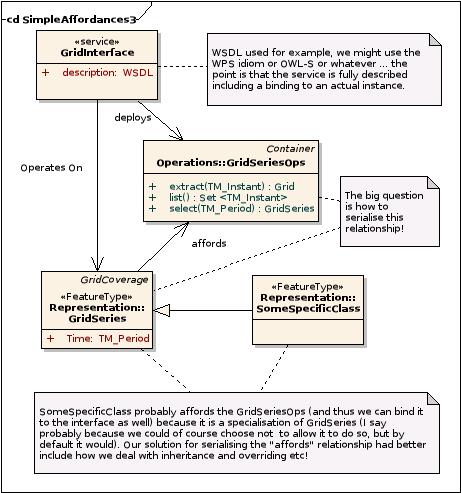 cd SimpleAffordances3
«service»
GridInterface
+ description: WSDL
WSDL used for example, we might use the
WPS idiom or OWL-S or whatever ... the
point is that the service is fully described
including a binding to an actual instance.
deploys
Operates On
Container
Operations::GridSeriesOps
+ extract(TM_Instant) : Grid
+ list() : Set <TM_Instant>
+ select(TM_Period) : GridSeries
The big question
is how to
serialise this
relationship!
affords
GridCoverage
«FeatureType»
Representation::
GridSeries
+ Time: TM_Period
«FeatureType»
Representation::
SomeSpecificClass
SomeSpecificClass probably affords the GridSeriesOps (and thus we can bind it
to the interface as well) because it is a specialisation of GridSeries (I say
probably because we could of course choose not to allow it to do so, but by
default it would). Our solution for serialising the "affords" relationship had better
include how we deal with inheritance and overriding etc!